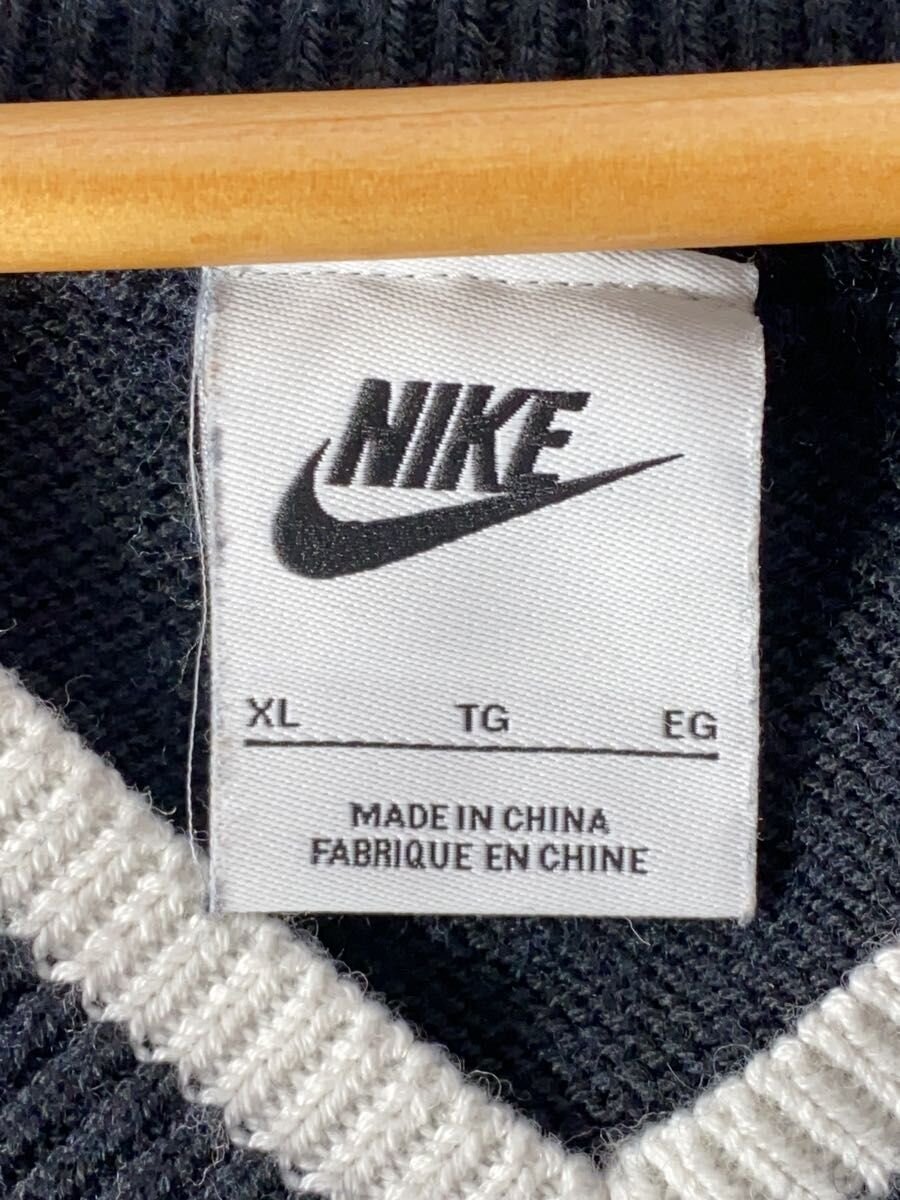 NIKE
XL TG EG
MADE IN CHINA
FABRIQUE EN CHINE